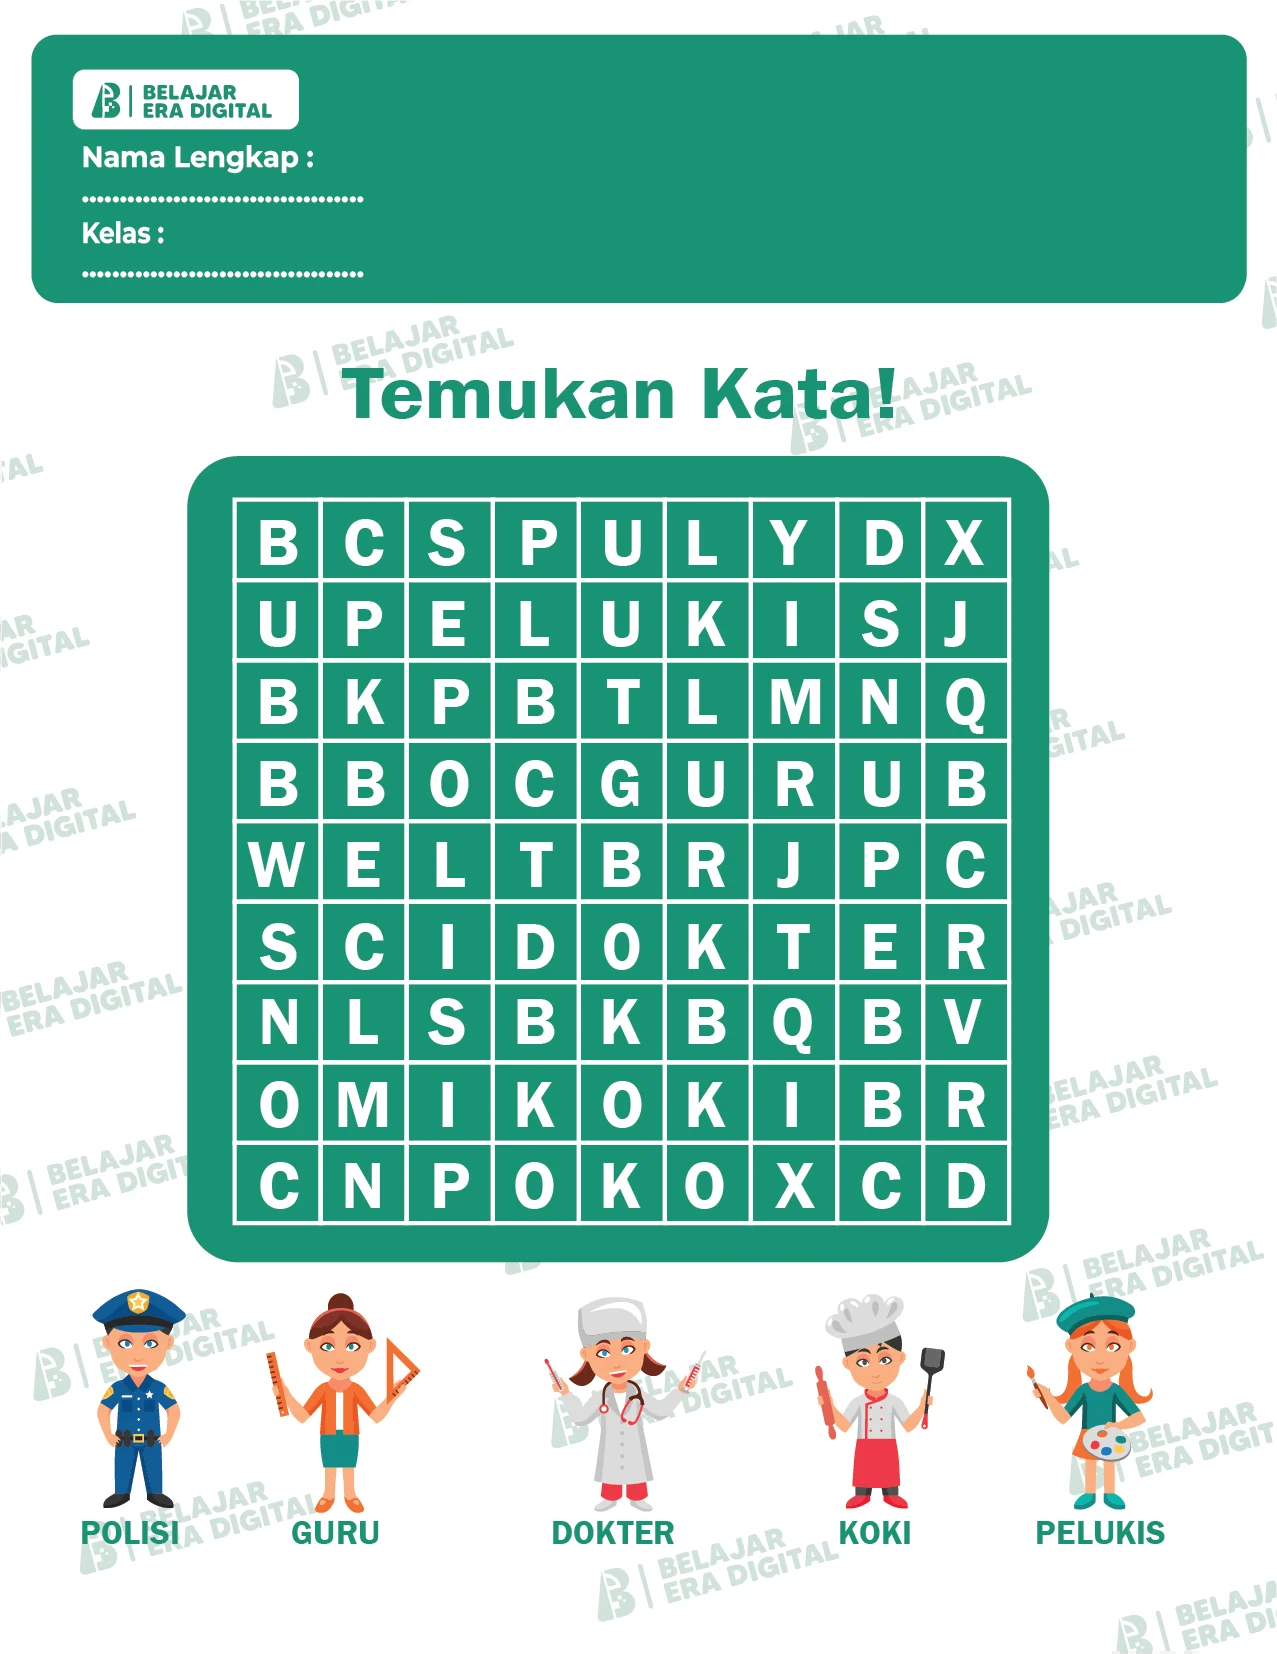 BELAJAR
ERA DIGITAL
Nama Lengkap :
.....................................
Kelas :
.....................................
Temukan Kata!
B C S P U L Y D X
U P E L U K I S J
B K P B T L M N Q
B B O C G U R U B
W E L T B R J P C
S C I D O K T E R
N L S B K B Q B V
O M I K O K I B R
C N P O K O X C D
POLISI GURU DOKTER KOKI PELUKIS